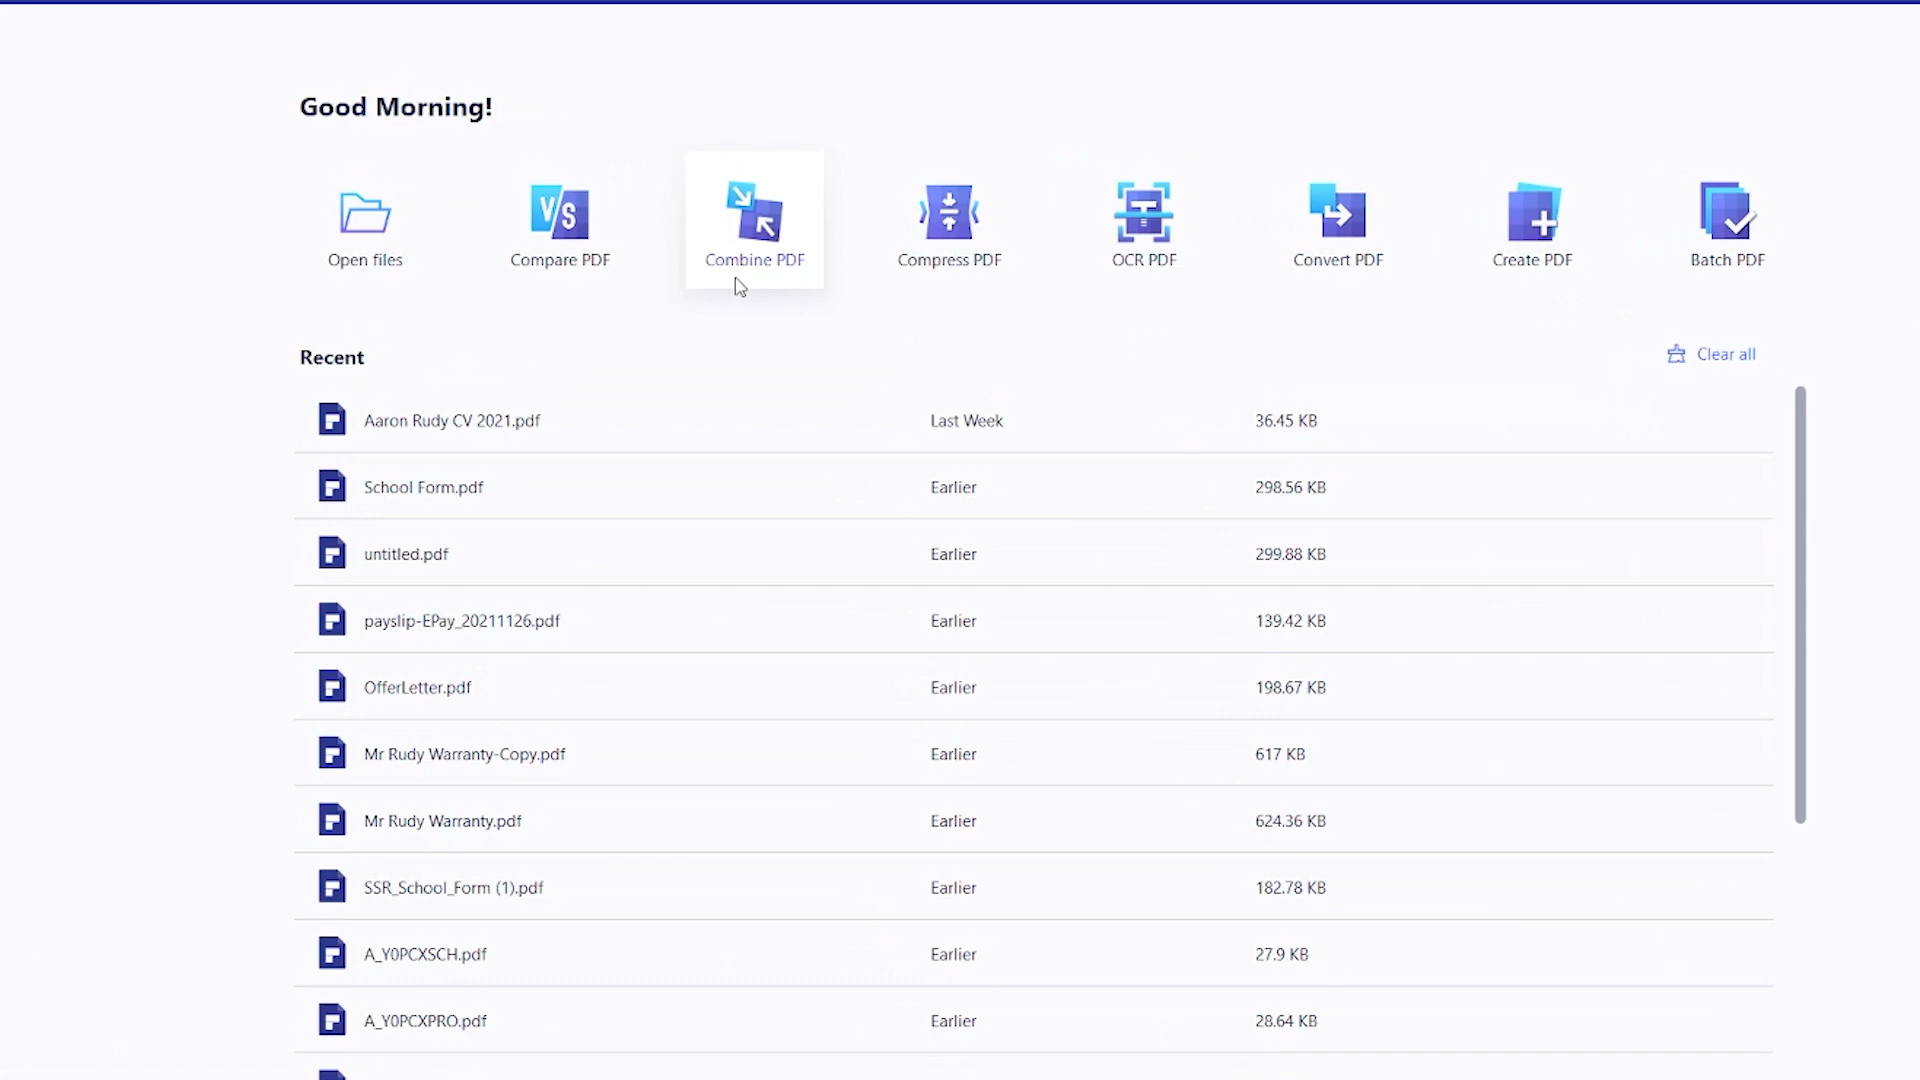 Good Morning!
Open files
Compare PDF
Combine PDF
Compress PDF
OCR PDF
Convert PDF
Create PDF
Batch PDF
Recent
Clear all
Aaron Rudy CV 2021.pdf Last Week 36.45 KB
School Form.pdf Earlier 298.56 KB
untitled.pdf Earlier 299.88 KB
payslip-EPay_20211126.pdf Earlier 139.42 KB
OfferLetter.pdf Earlier 198.67 KB
Mr Rudy Warranty-Copy.pdf Earlier 617 KB
Mr Rudy Warranty.pdf Earlier 624.36 KB
SSR_School_Form (1).pdf Earlier 182.78 KB
A_Y0PCXSCH.pdf Earlier 27.9 KB
A_Y0PCXPRO.pdf Earlier 28.64 KB